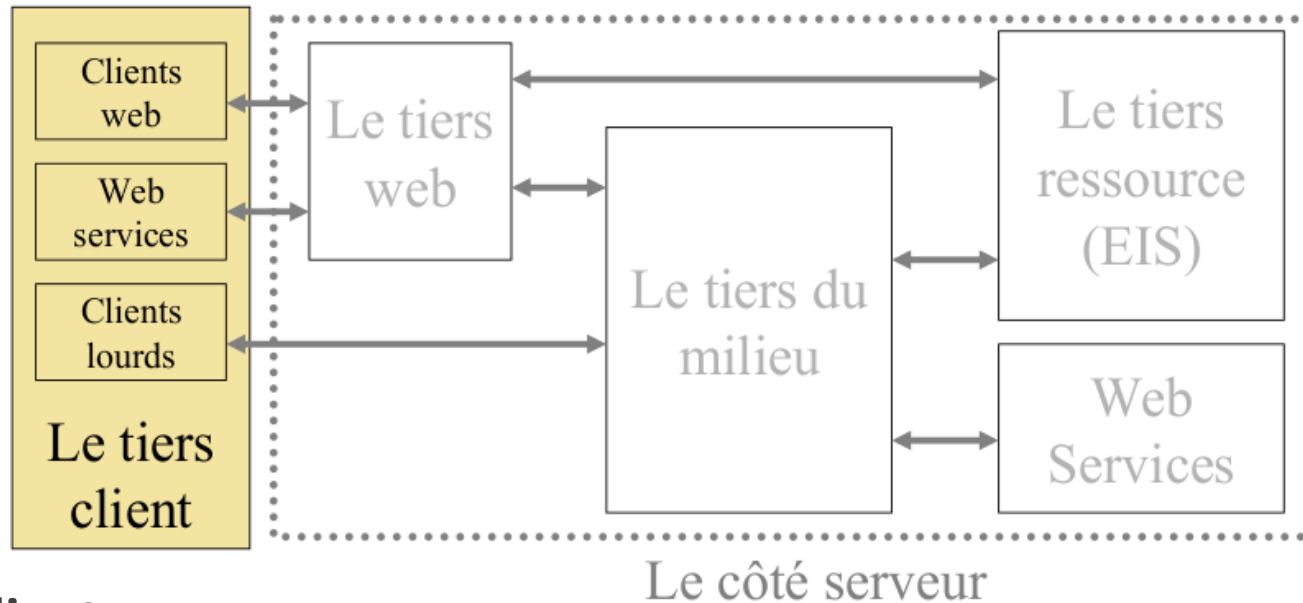 Clients
web
Web
services
Clients
lourds
Le tiers
client
Le tiers
web
Le tiers du
milieu
Le tiers
ressource
(EIS)
Web
Services
Le côté serveur